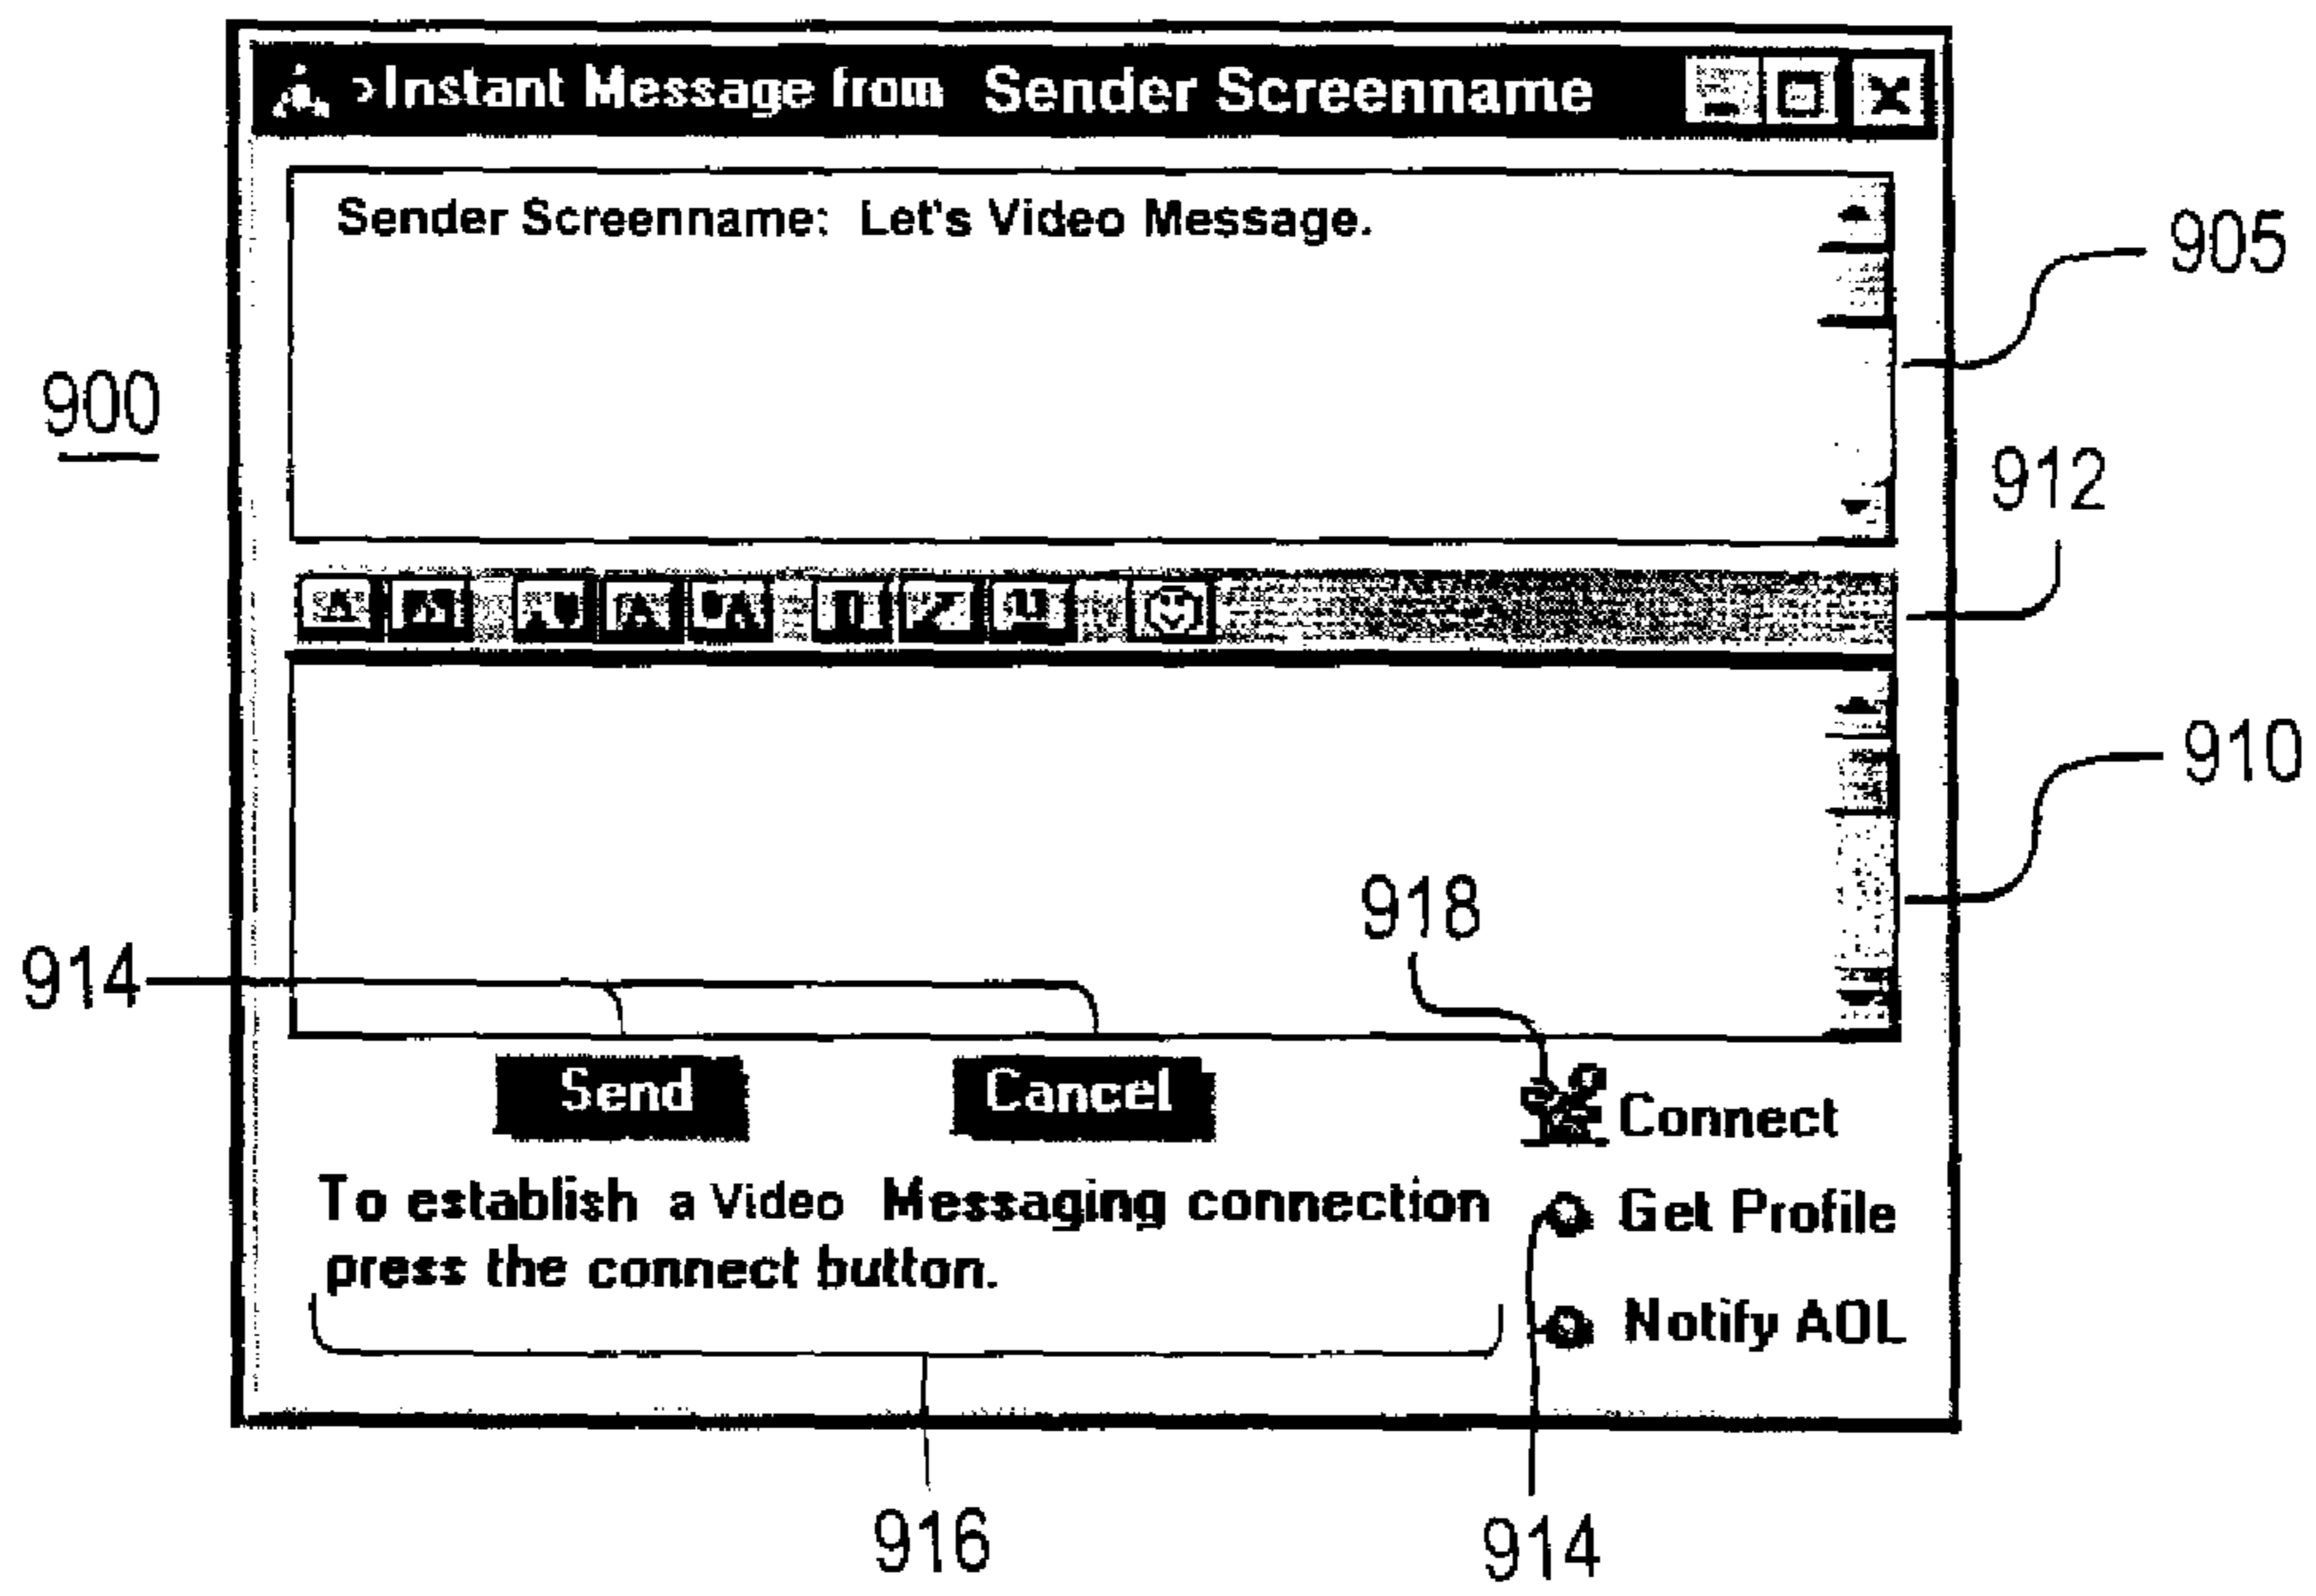 >Instant Message from Sender Screenname
Sender Screenname: Let's Video Message.
905
900
912
910
918
914
Send Cancel
Connect
To establish a Video Messaging connection
press the connect button.
Get Profile
Notify AOL
916
914